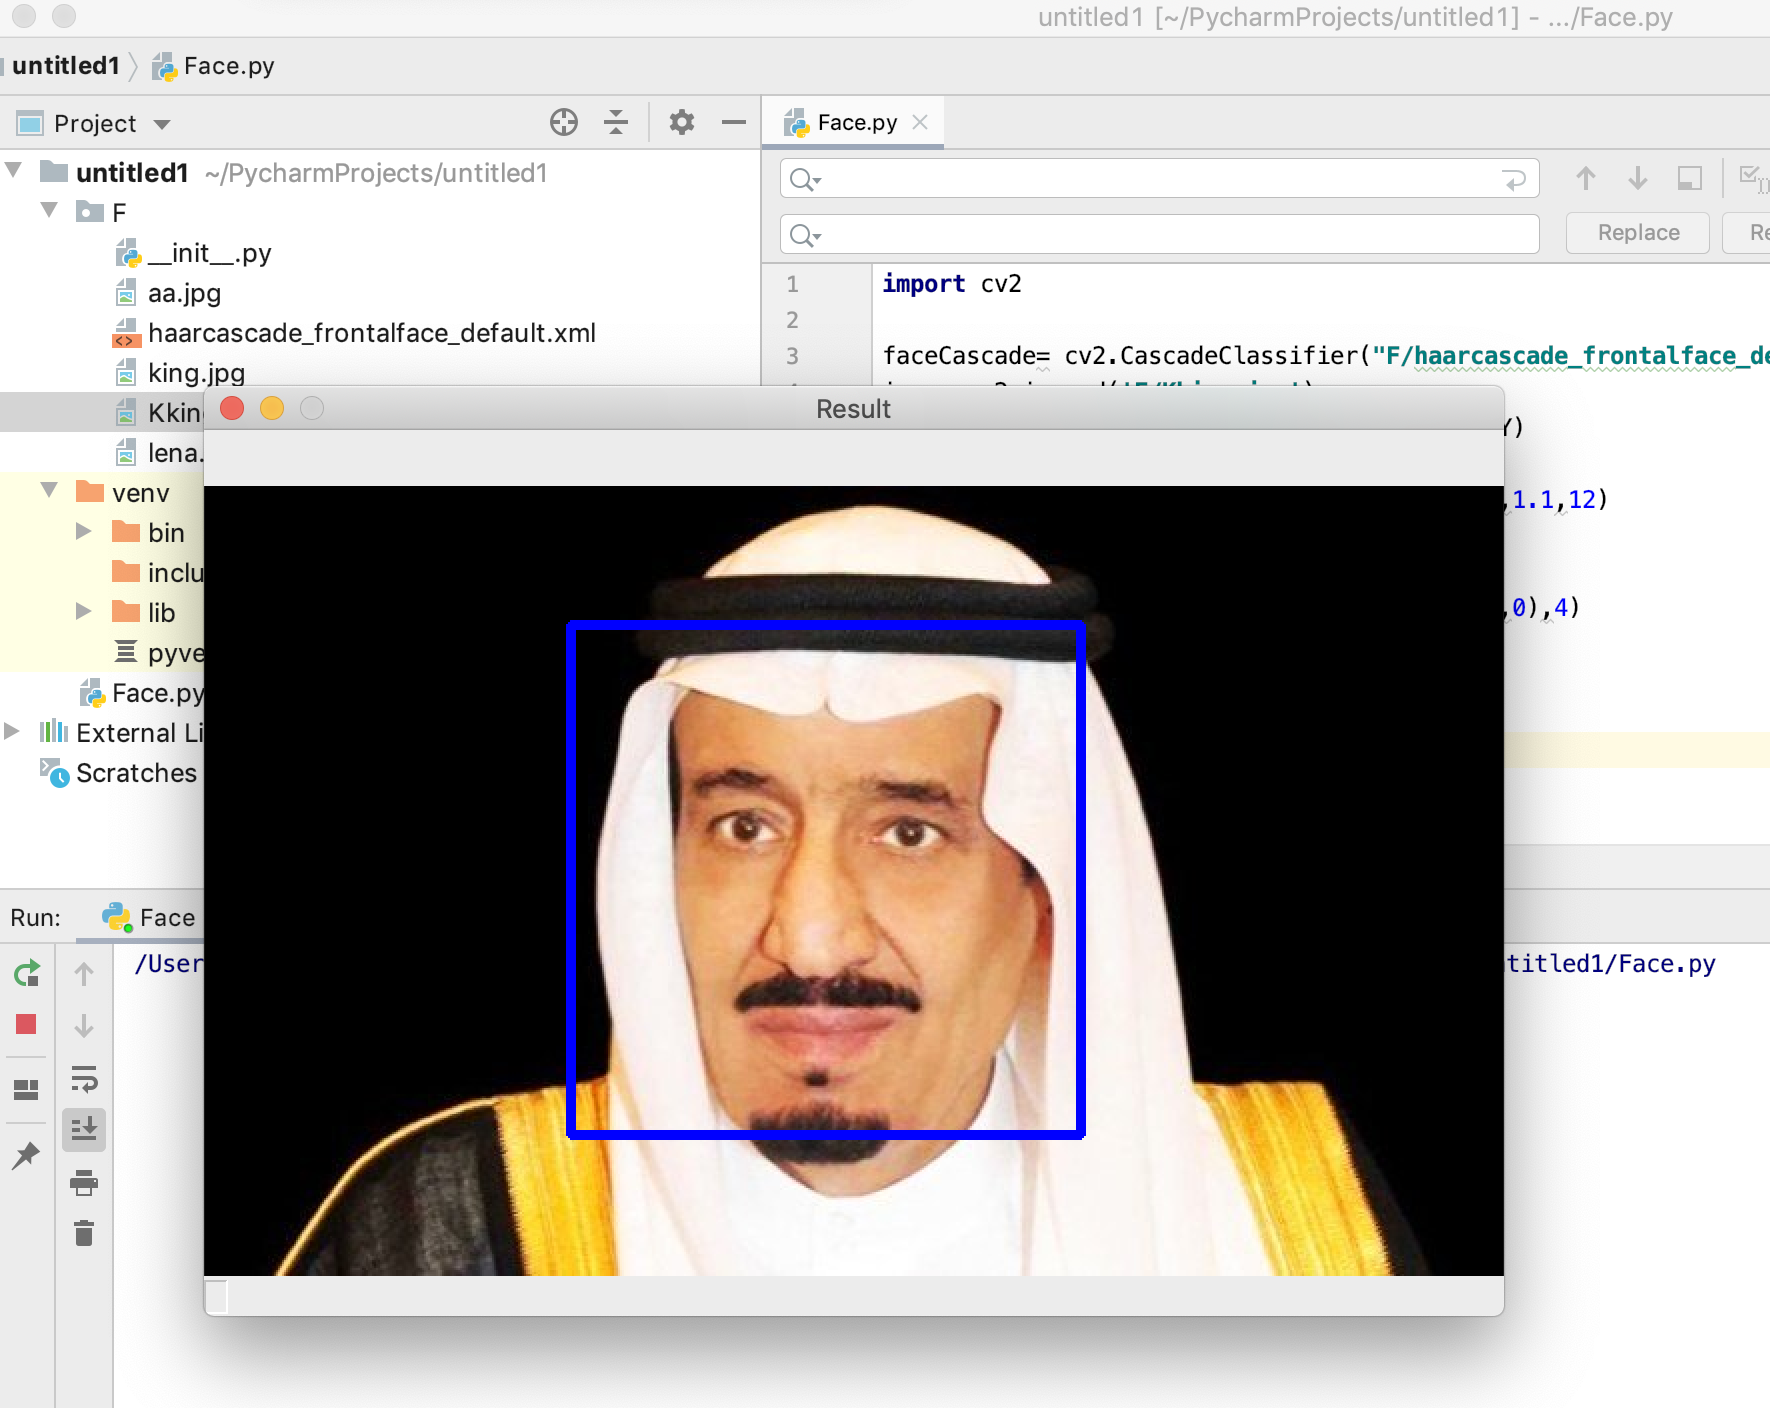 untitled1 [~/PycharmProjects/untitled1] - .../Face.py
untitled1 Face.py
Project
Face.py
untitled1 ~/PycharmProjects/untitled1
F
__init__.py
aa.jpg
haarcascade_frontalface_default.xml
king.jpg
Kking
lena.
venv
bin
inclu
lib
pyve
Face.py
External Li
Scratches
Replace
Re
1 import cv2
2
3 faceCascade= cv2.CascadeClassifier("F/haarcascade_frontalface_de
Result
Y)
,1.1,12)
,0),4)
Run: Face
/User
titled1/Face.py